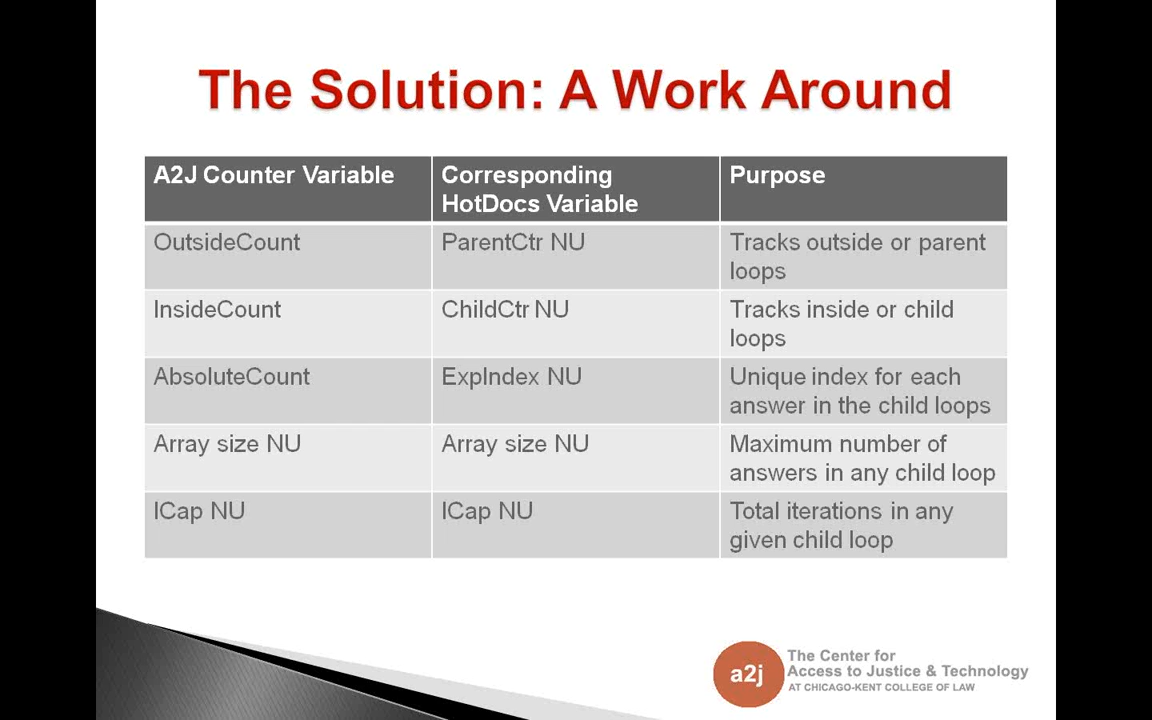 The Solution: A Work Around
A2J Counter Variable
Corresponding
HotDocs Variable
Purpose
OutsideCount
ParentCtr NU
Tracks outside or parent
loops
InsideCount
ChildCtr NU
Tracks inside or child
loops
AbsoluteCount
ExpIndex NU
Unique index for each
answer in the child loops
Array size NU
Array size NU
Maximum number of
answers in any child loop
ICap NU
ICap NU
Total iterations in any
given child loop
a2j
The Center for
Access to Justice & Technology
AT CHICAGO-KENT COLLEGE OF LAW